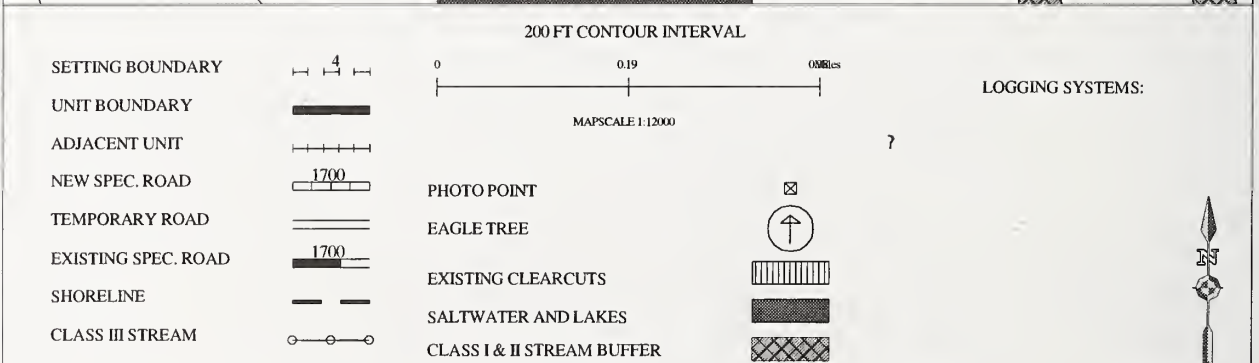 200 FT CONTOUR INTERVAL
SETTING BOUNDARY 4
UNIT BOUNDARY
ADJACENT UNIT
NEW SPEC. ROAD 1700
TEMPORARY ROAD
EXISTING SPEC. ROAD 1700
SHORELINE
CLASS III STREAM
0 0.19
MAPSCALE 1:12000
?
PHOTO POINT
EAGLE TREE
EXISTING CLEARCUTS
SALTWATER AND LAKES
CLASS I & II STREAM BUFFER
LOGGING SYSTEMS:
N